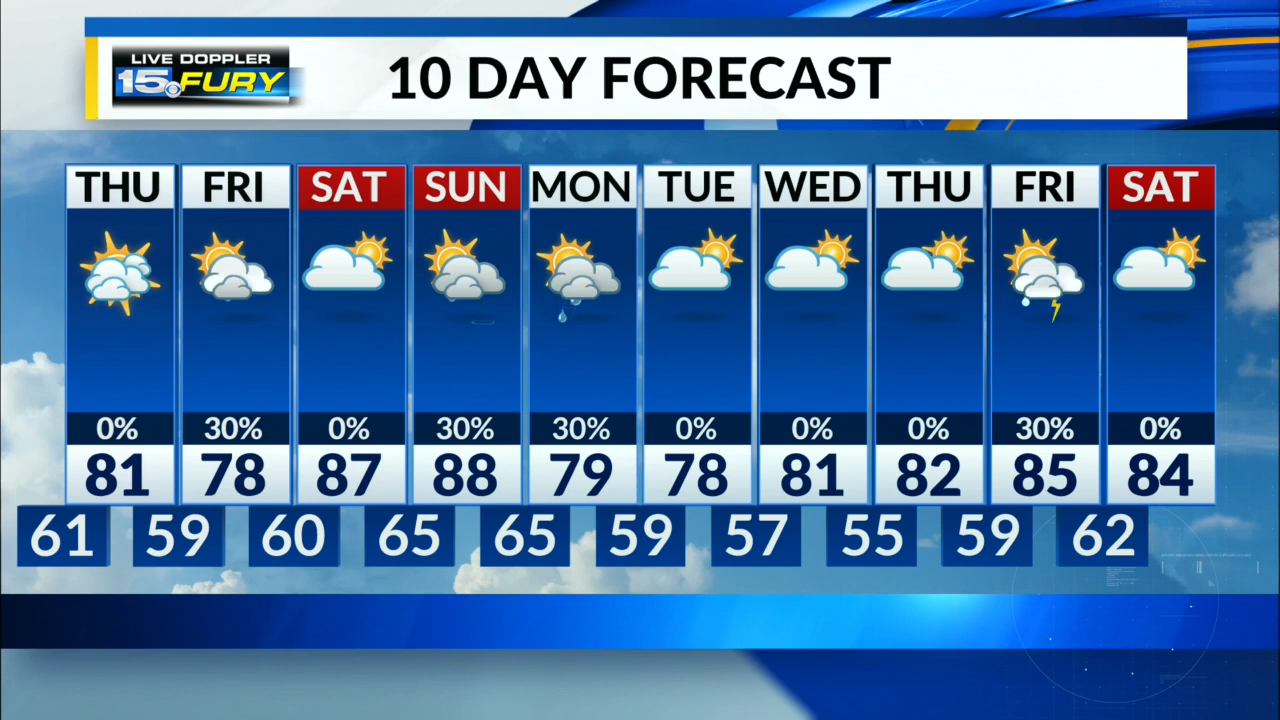 LIVE DOPPLER
15 FURY
10 DAY FORECAST
THU FRI SAT SUN MON TUE WED THU FRI SAT
0% 30% 0% 30% 30% 0% 0% 0% 30% 0%
81 78 87 88 79 78 81 82 85 84
61 59 60 65 65 59 57 55 59 62